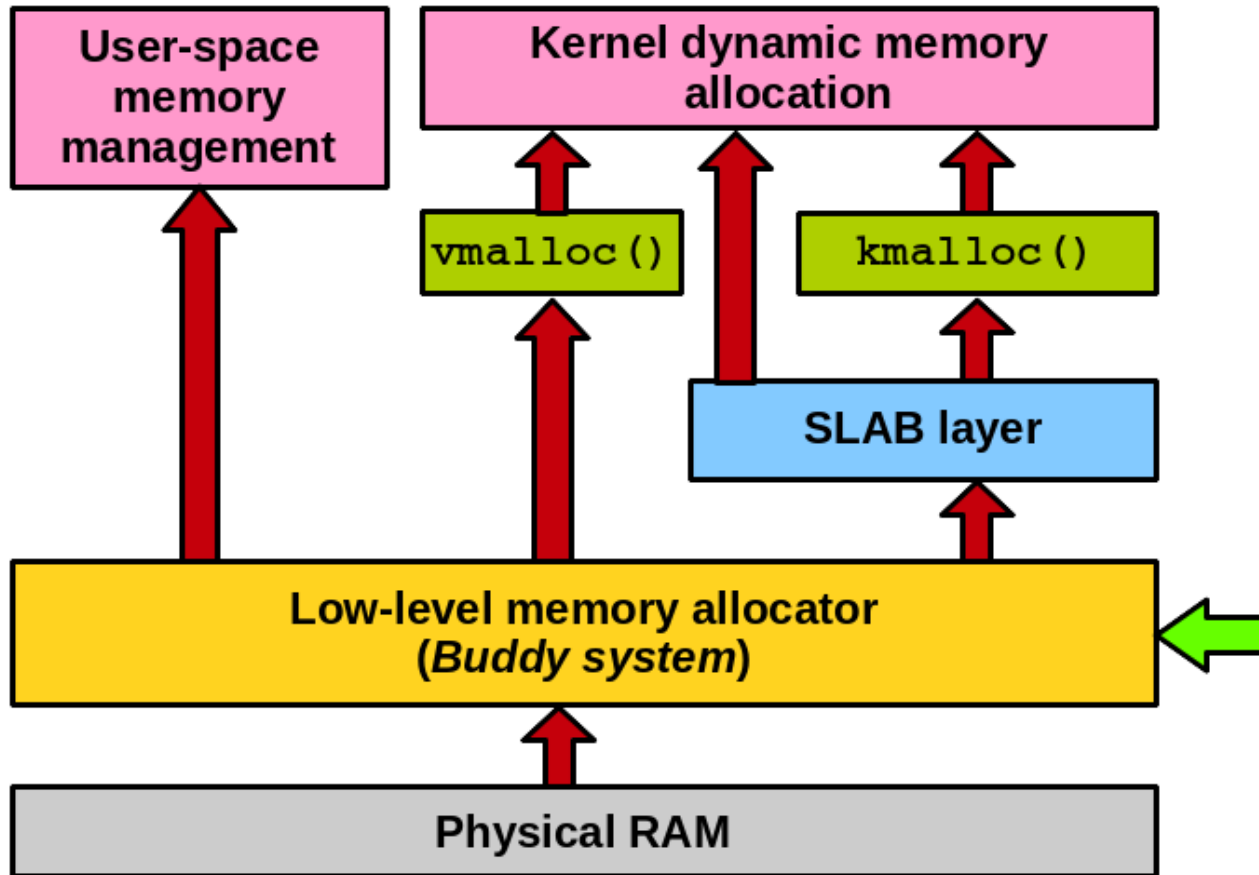 User-space
memory
management
Kernel dynamic memory
allocation
vmalloc()
kmalloc()
SLAB layer
Low-level memory allocator
(Buddy system)
Physical RAM